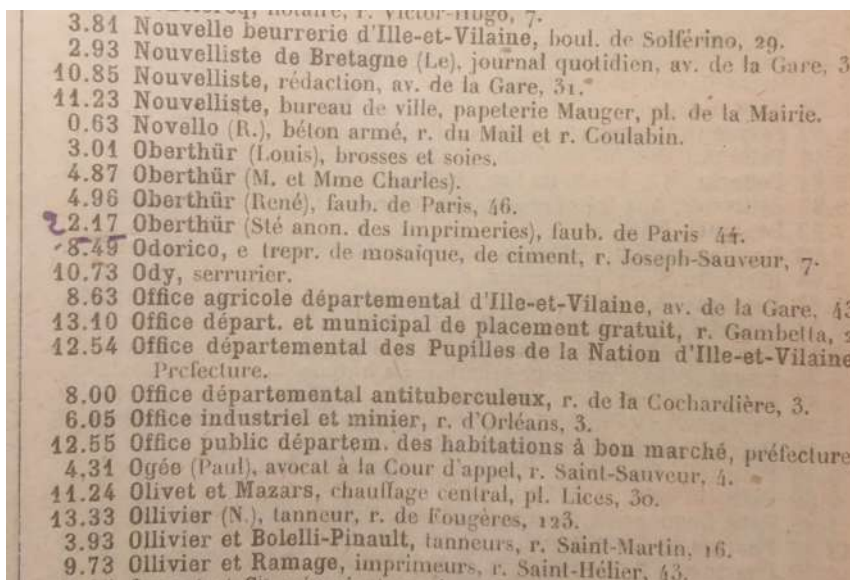 notaire, r. Victor-Hugo, 7.
3.81 Nouvelle beurrerie d'Ille-et-Vilaine, boul. de Solférino, 29.
2.93 Nouvelliste de Bretagne (Le), journal quotidien, av. de la Gare, 3
10.85 Nouvelliste, rédaction, av. de la Gare, 31.
11.23 Nouvelliste, bureau de ville, papeterie Mauger, pl. de la Mairie.
0.63 Novello (R.), béton armé, r. du Mail et r. Coulabin.
3.01 Oberthür (Louis), brosses et soies.
4.87 Oberthür (M. et Mme Charles).
4.96 Oberthür (René), faub. de Paris, 46.
2.17 Oberthür (Sté anon. des Imprimeries), faub. de Paris 44.
8.49 Odorico, e trepr. de mosaïque, de ciment, r. Joseph-Sauveur, 7.
10.73 Ody, serrurier.
8.63 Office agricole départemental d'Ille-et-Vilaine, av. de la Gare, 43
13.10 Office départ. et municipal de placement gratuit, r. Gambetta,
12.54 Office départemental des Pupilles de la Nation d'Ille-et-Vilaine
Préfecture.
8.00 Office départemental antituberculeux, r. de la Cochardière, 3.
6.05 Office industriel et minier, r. d'Orléans, 3.
12.55 Office public départem. des habitations à bon marché, préfecture
4.31 Ogée (Paul), avocat à la Cour d'appel, r. Saint-Sauveur, 4.
11.24 Olivet et Mazars, chauffage central, pl. Lices, 30.
13.33 Ollivier (N.), tanneur, r. de Fougères, 123.
3.93 Ollivier et Bolelli-Pinault, tanneurs, r. Saint-Martin, 16.
9.73 Ollivier et Ramage, imprimeurs, r. Saint-Hélier, 43.